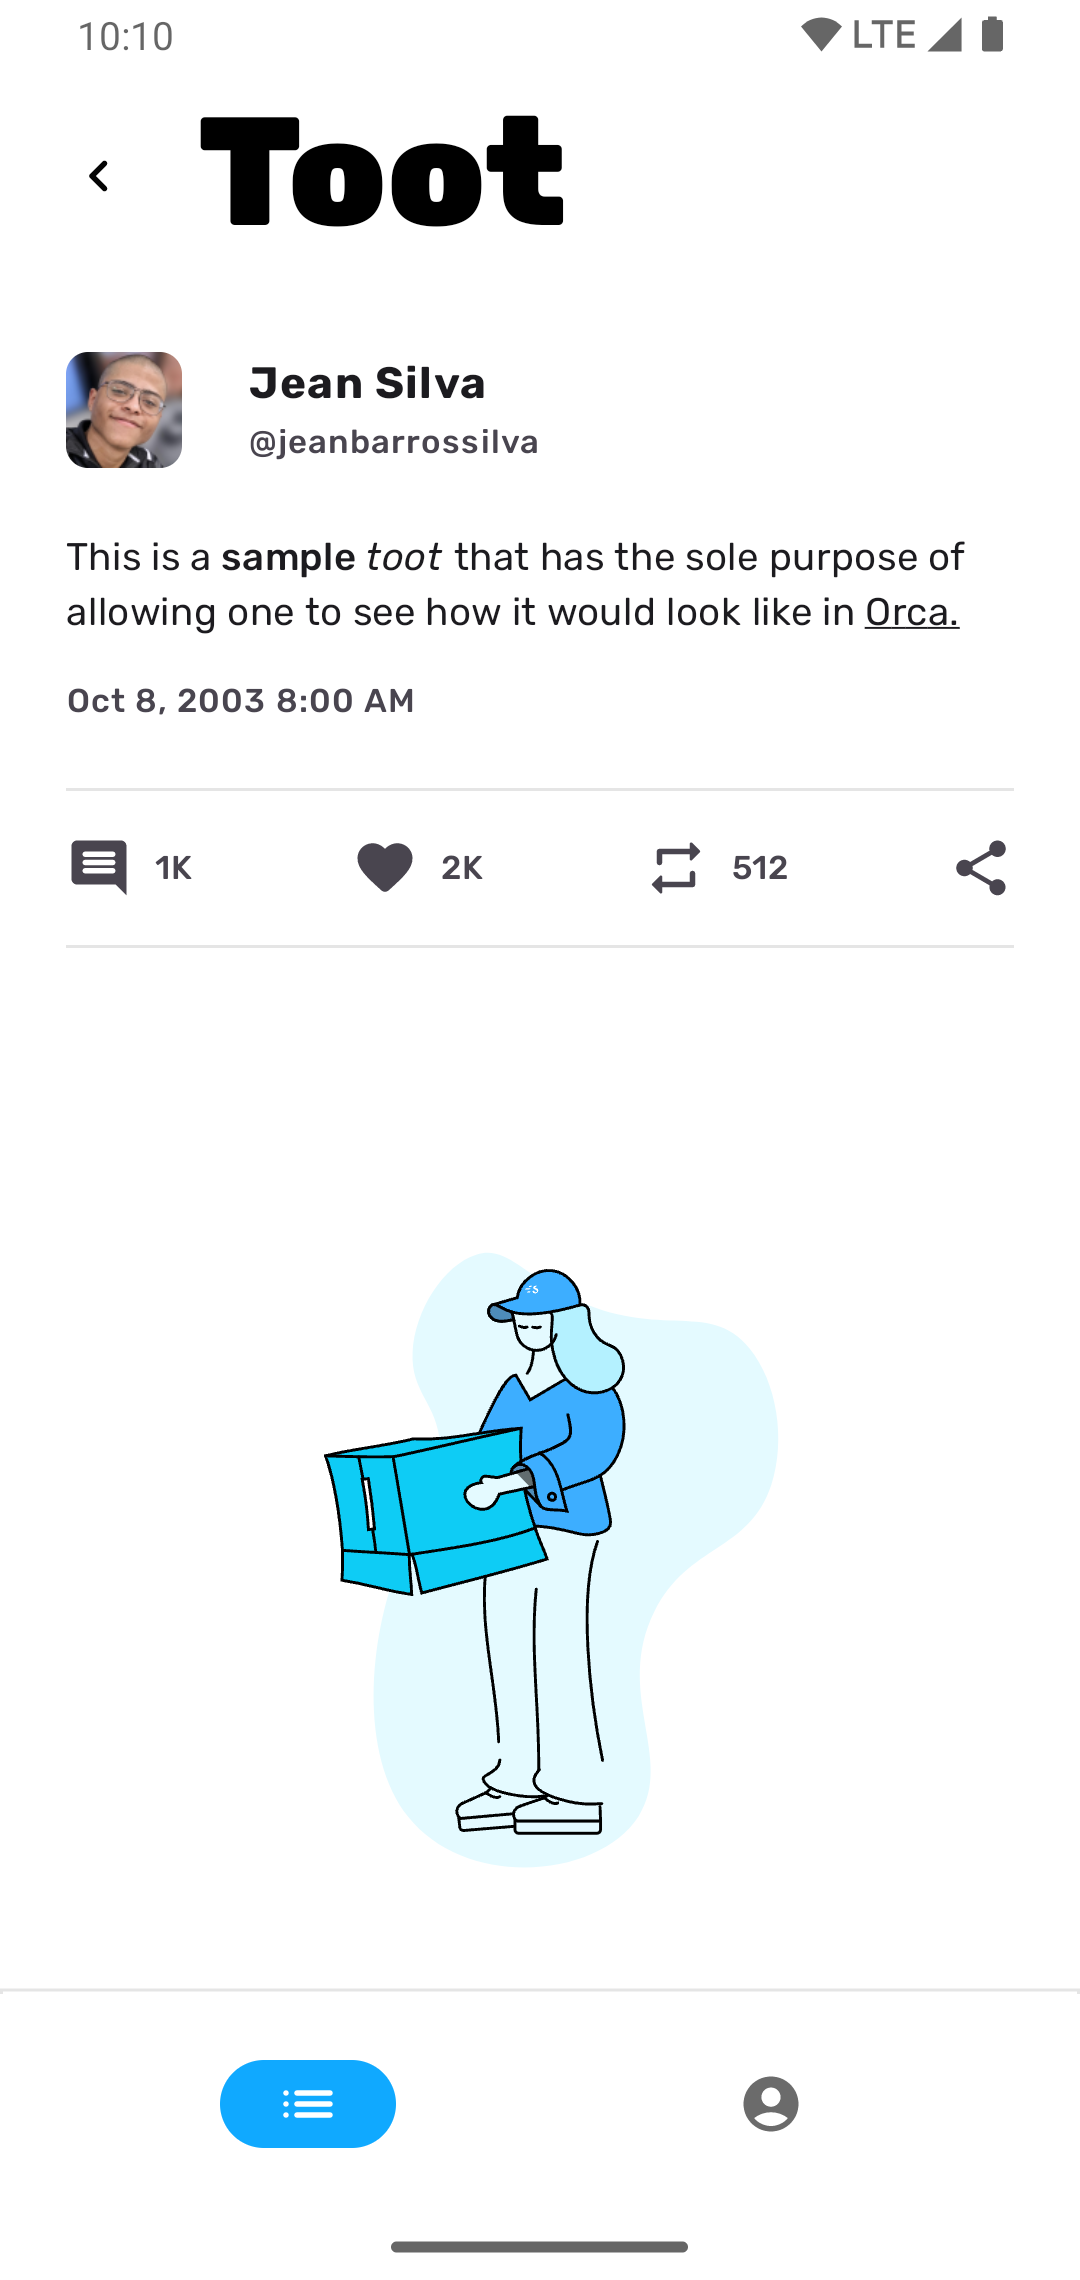 10:10 LTE
Toot
Jean Silva
@jeanbarrossilva
This is a sample toot that has the sole purpose of
allowing one to see how it would look like in Orca.
Oct 8, 2003 8:00 AM
1K 2K 512